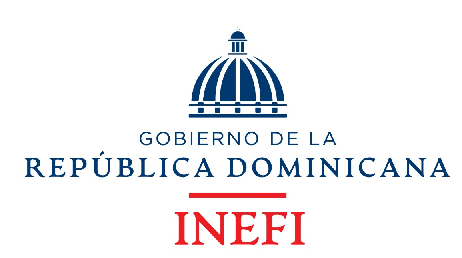 GOBIERNO DE LA
REPÚBLICA DOMINICANA
INEFI